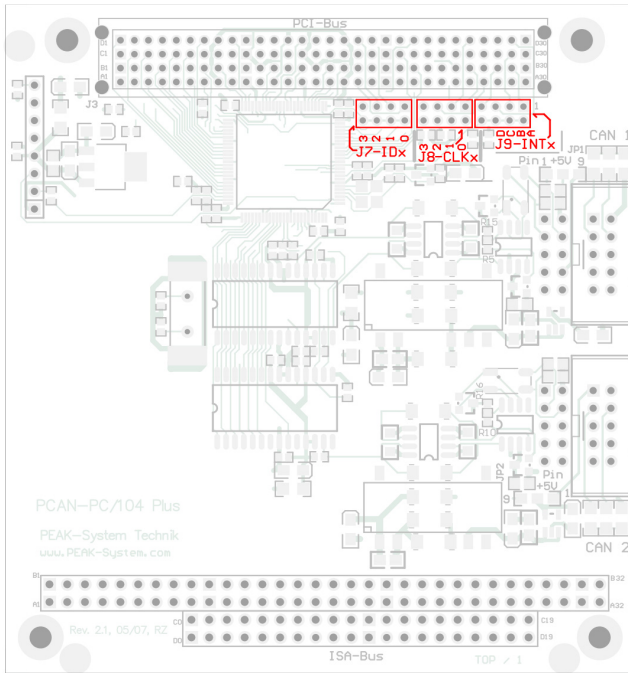 PCI-Bus
D1
D30
C1
C30
B1
B30
A1
A30
J3
1
3 2 1 0
J7-IDx
3 2 1 0
J8-CLKx
D C B A
J9-INTx
CAN 1
JP1
9
Pin 1 +5V
R15
R5
R16
R10
JP2
Pin
+5V
9
1
PCAN-PC/104 Plus
PEAK-System Technik
www.PEAK-System.com
CAN 2
B1
B32
A1
A32
Rev. 2.1, 05/07, RZ
C0
C19
D0
D19
ISA-Bus
TOP / 1